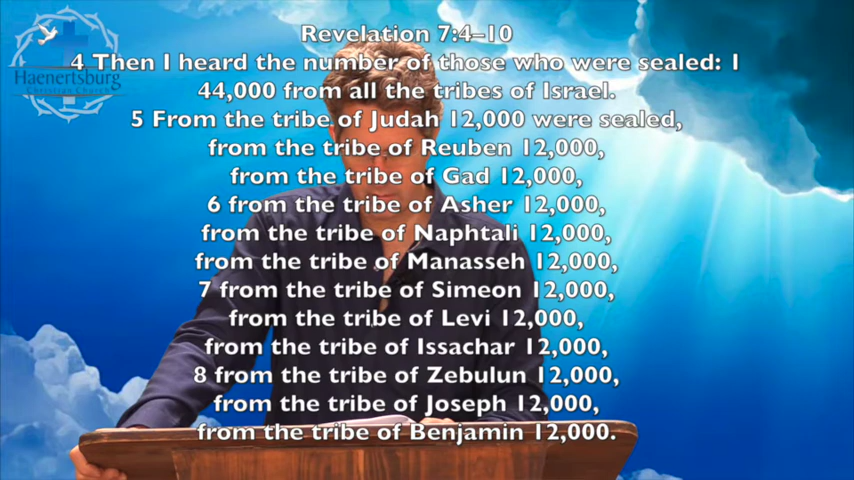 Haenertsburg
Christian Church
Revelation 7:4–10
4 Then I heard the number of those who were sealed: 1
44,000 from all the tribes of Israel.
5 From the tribe of Judah 12,000 were sealed,
from the tribe of Reuben 12,000,
from the tribe of Gad 12,000,
6 from the tribe of Asher 12,000,
from the tribe of Naphtali 12,000,
from the tribe of Manasseh 12,000,
7 from the tribe of Simeon 12,000,
from the tribe of Levi 12,000,
from the tribe of Issachar 12,000,
8 from the tribe of Zebulun 12,000,
from the tribe of Joseph 12,000,
from the tribe of Benjamin 12,000.